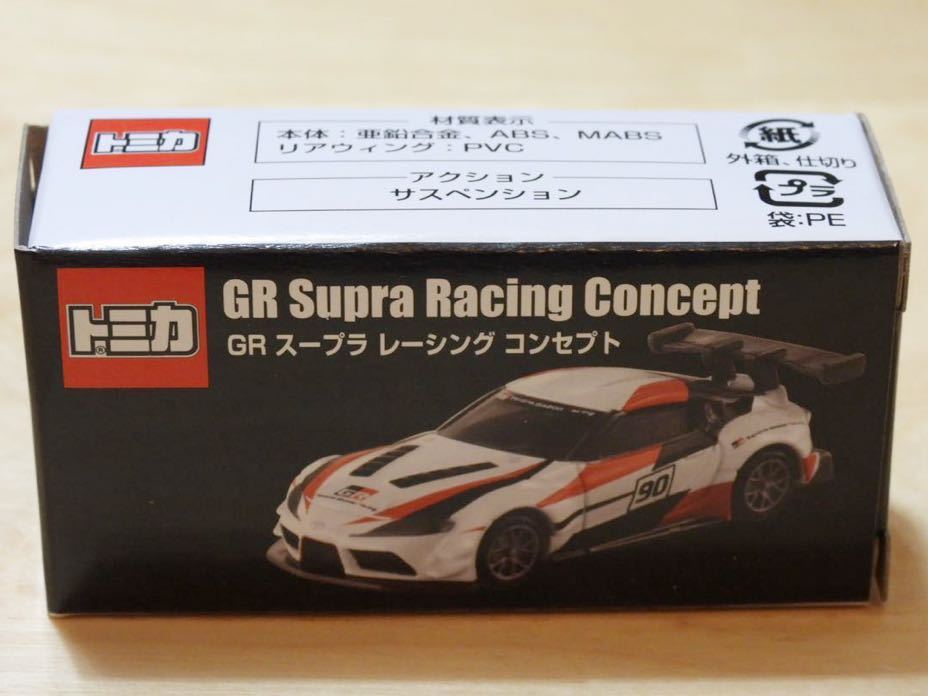 トミカ
材質表示
本体：亜鉛合金、ABS、MABS
リアウィング：PVC
アクション
サスペンション
紙
外箱、仕切り
プラ
袋:PE
トミカ®
GR Supra Racing Concept
GR スープラ レーシング コンセプト
GR
90